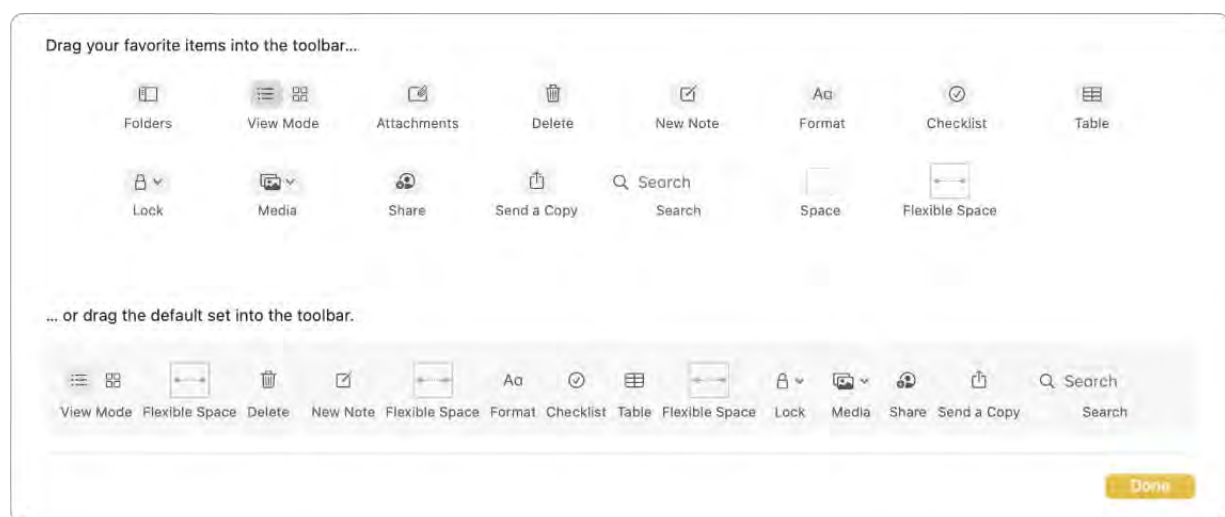 Drag your favorite items into the toolbar...
Folders View Mode Attachments Delete New Note Aa Format Checklist Table
Search
Lock Media Share Send a Copy Search Space Flexible Space
... or drag the default set into the toolbar.
Aa Search
View Mode Flexible Space Delete New Note Flexible Space Format Checklist Table Flexible Space Lock Media Share Send a Copy Search
Done